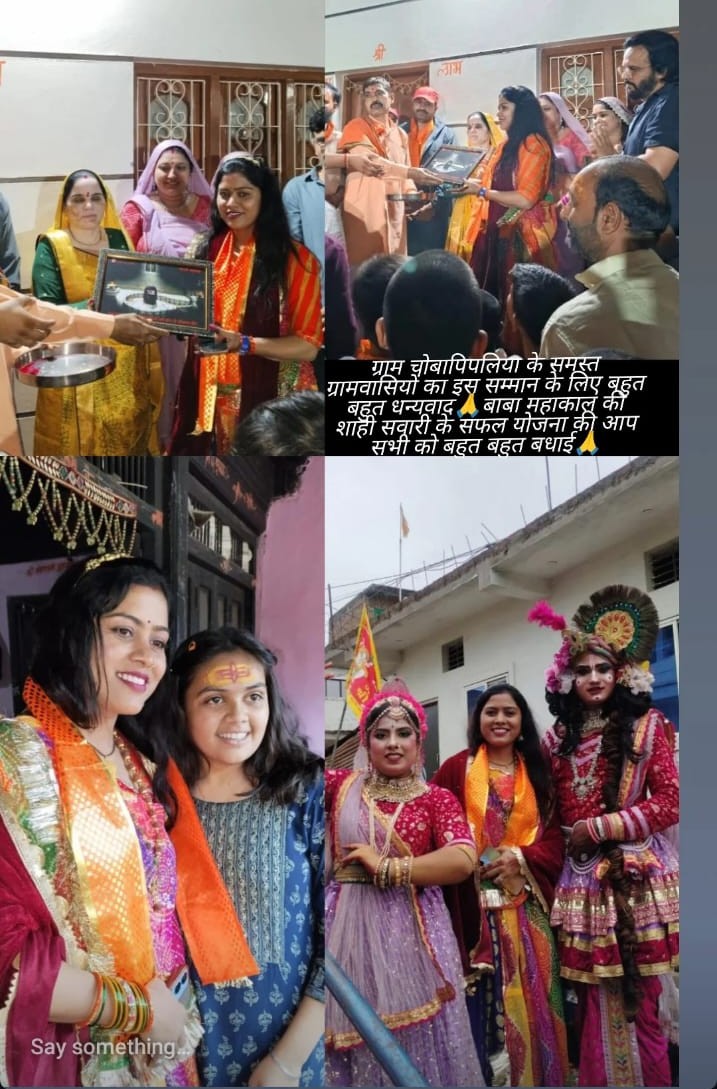 श्री
लाभ
ग्राम चोबापिपलिया के समस्त
ग्रामवासियों का इस सम्मान के लिए बहुत
बहुत धन्यवाद🙏 बाबा महाकाल की
शाही सवारी के सफल योजना की आप
सभी को बहुत बहुत बधाई🙏
Say something...